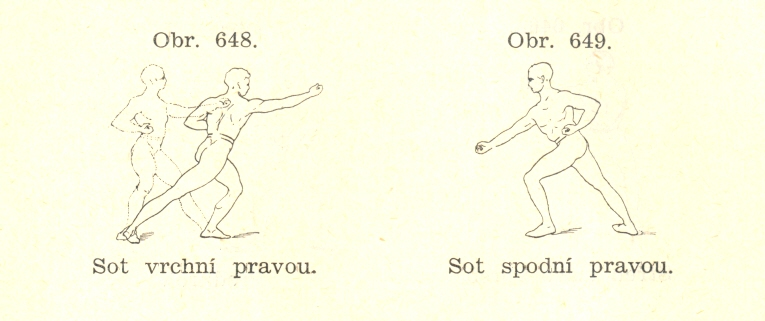 Obr. 648.
Obr. 649.
Sot vrchní pravou.
Sot spodní pravou.